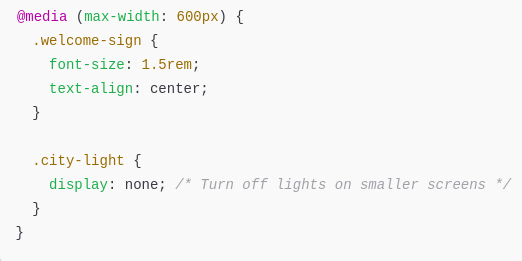 @media (max-width: 600px) {
  .welcome-sign {
    font-size: 1.5rem;
    text-align: center;
  }

  .city-light {
    display: none; /* Turn off lights on smaller screens */
  }
}